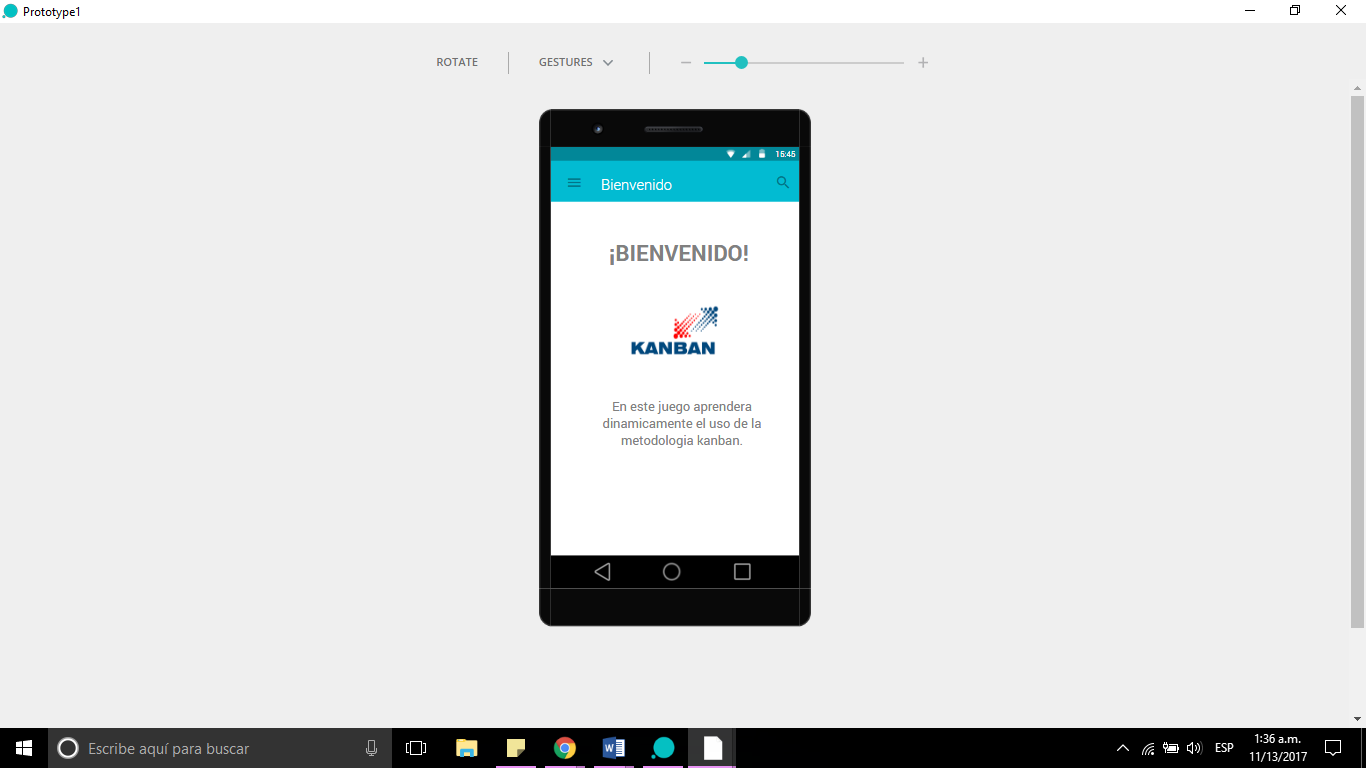 Prototype1
ROTATE
GESTURES
15:45
Bienvenido
¡BIENVENIDO!
KANBAN
En este juego aprendera
dinamicamente el uso de la
metodologia kanban.
Escribe aquí para buscar
ESP
1:36 a.m.
11/13/2017